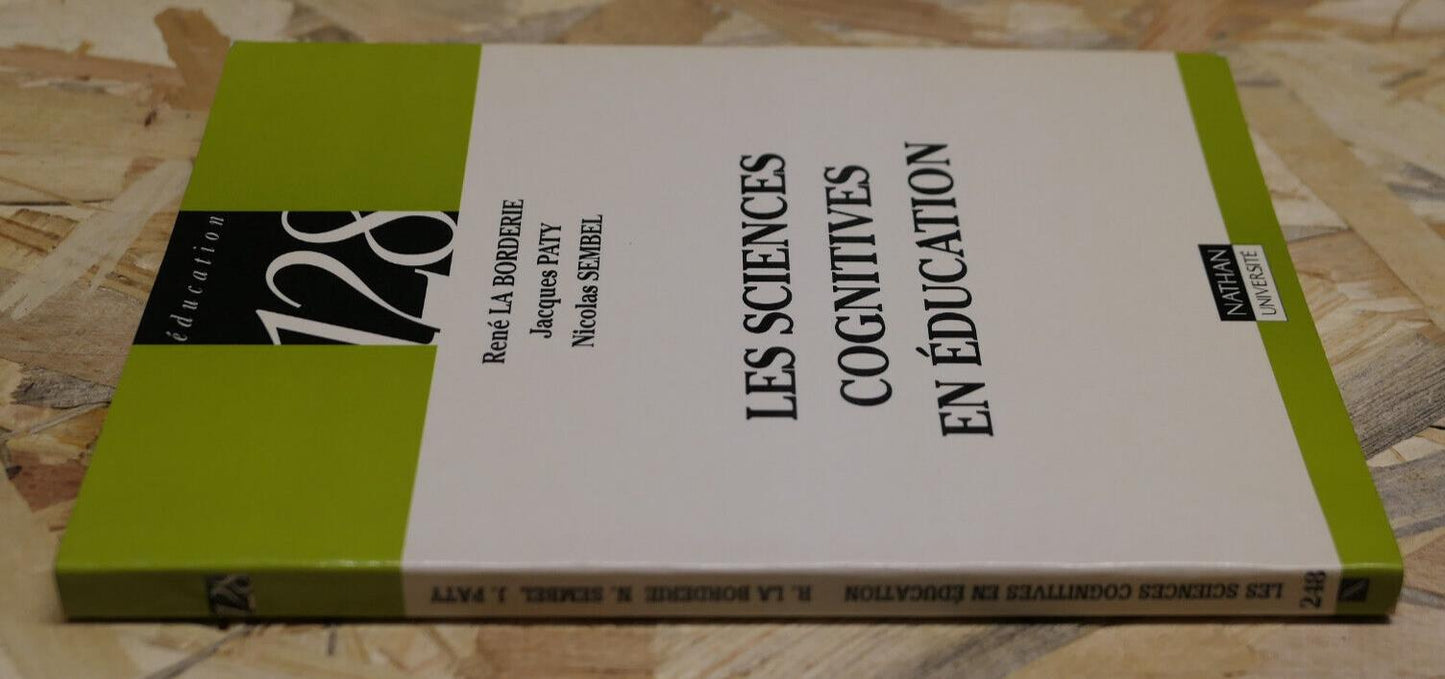 éducation
128
René LA BORDERIE
Jacques PATY
Nicolas SEMBEL
LES SCIENCES
COGNITIVES
EN ÉDUCATION
NATHAN
UNIVERSITÉ
248
LES SCIENCES COGNITIVES EN ÉDUCATION R. LA BORDERIE N. SEMBEL J. PATY
128